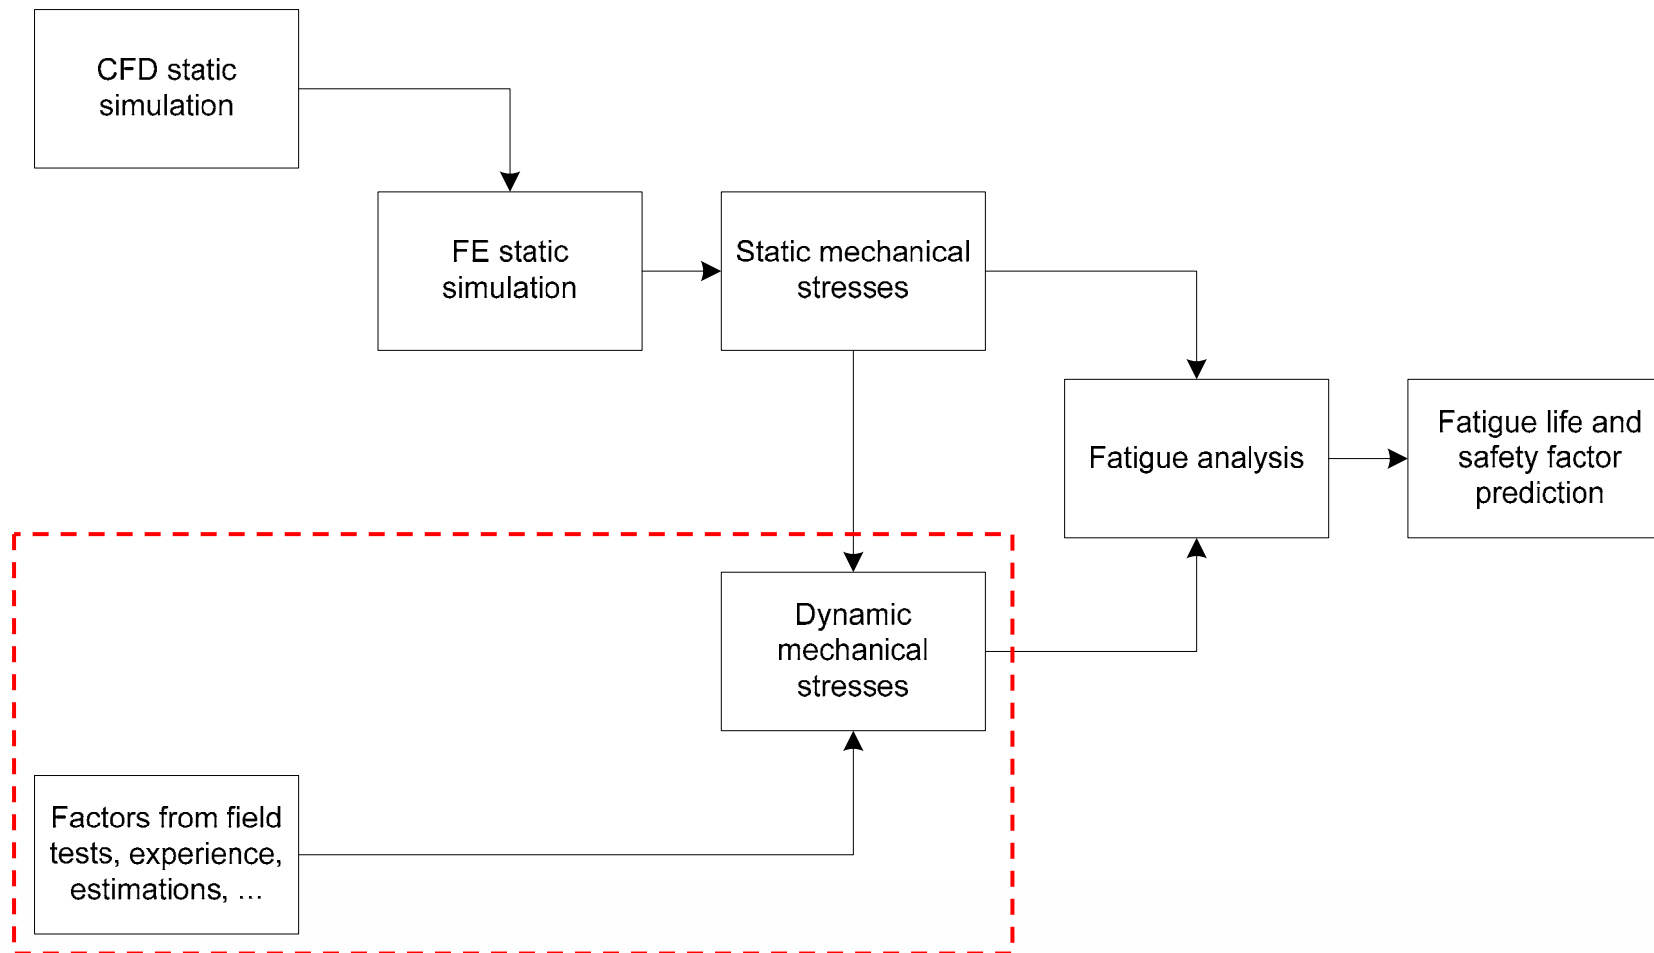 CFD static
simulation
FE static
simulation
Static mechanical
stresses
Fatigue analysis
Fatigue life and
safety factor
prediction
Dynamic
mechanical
stresses
Factors from field
tests, experience,
estimations, …